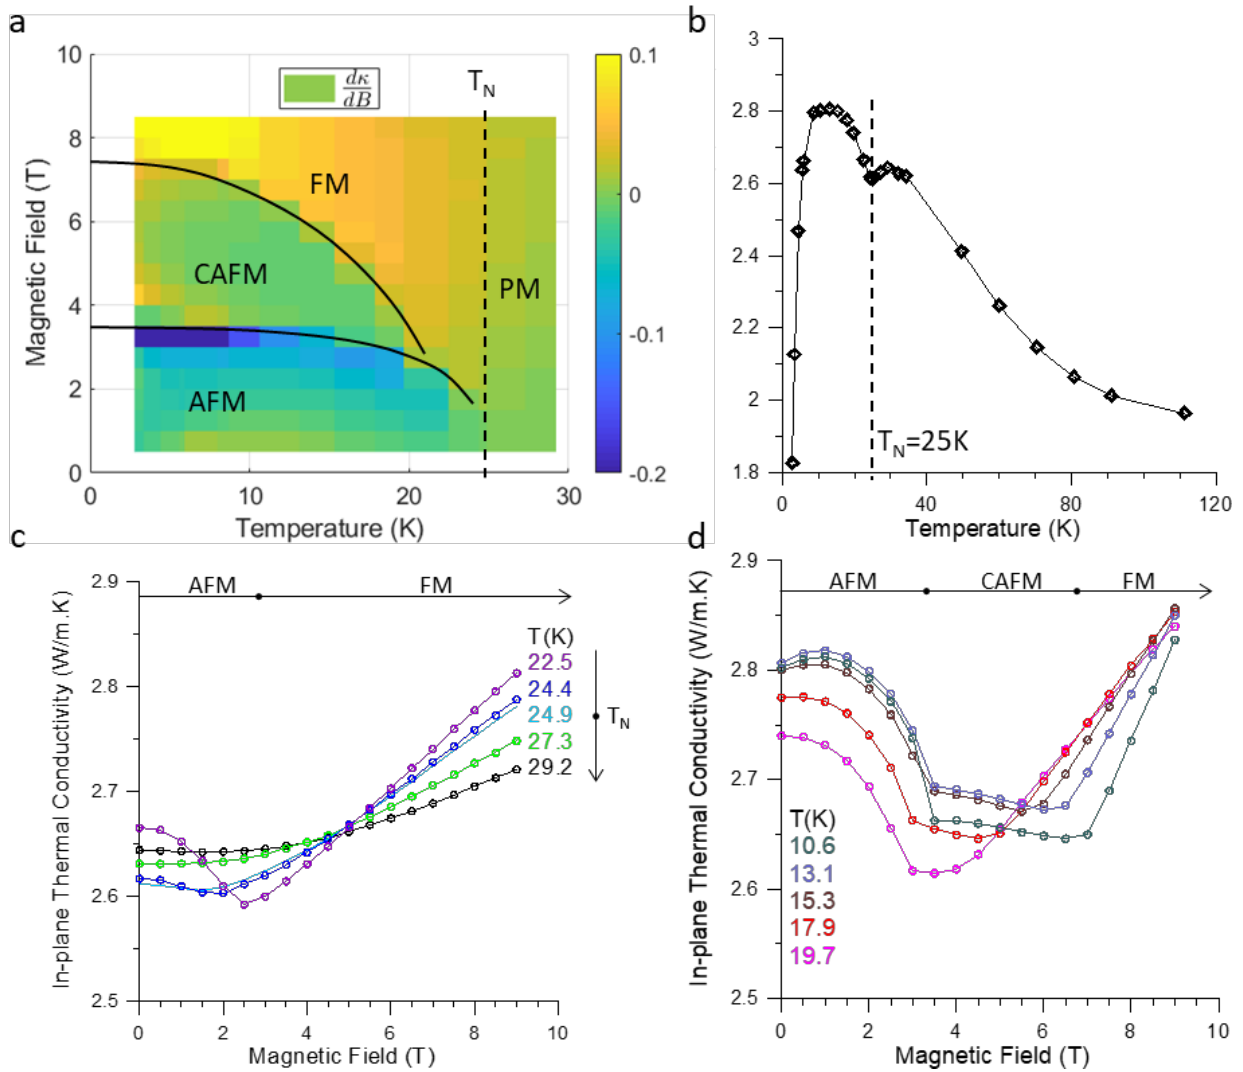 a
10
8
6
4
2
0
Magnetic Field (T)
dκ
dB
T_N
FM
CAFM
PM
AFM
0
10
20
30
Temperature (K)
0.1
0
-0.1
-0.2
b
3
2.8
2.6
2.4
2.2
2
1.8
T_N=25K
0
40
80
120
Temperature (K)
c
2.9
2.8
2.7
2.6
2.5
In-plane Thermal Conductivity (W/m.K)
AFM
FM
T(K)
22.5
24.4
24.9
27.3
29.2
T_N
0 2 4 6 8 10
Magnetic Field (T)
d
2.9
2.8
2.7
2.6
2.5
In-plane Thermal Conductivity (W/m.K)
AFM
CAFM
FM
T(K)
10.6
13.1
15.3
17.9
19.7
0 2 4 6 8 10
Magnetic Field (T)